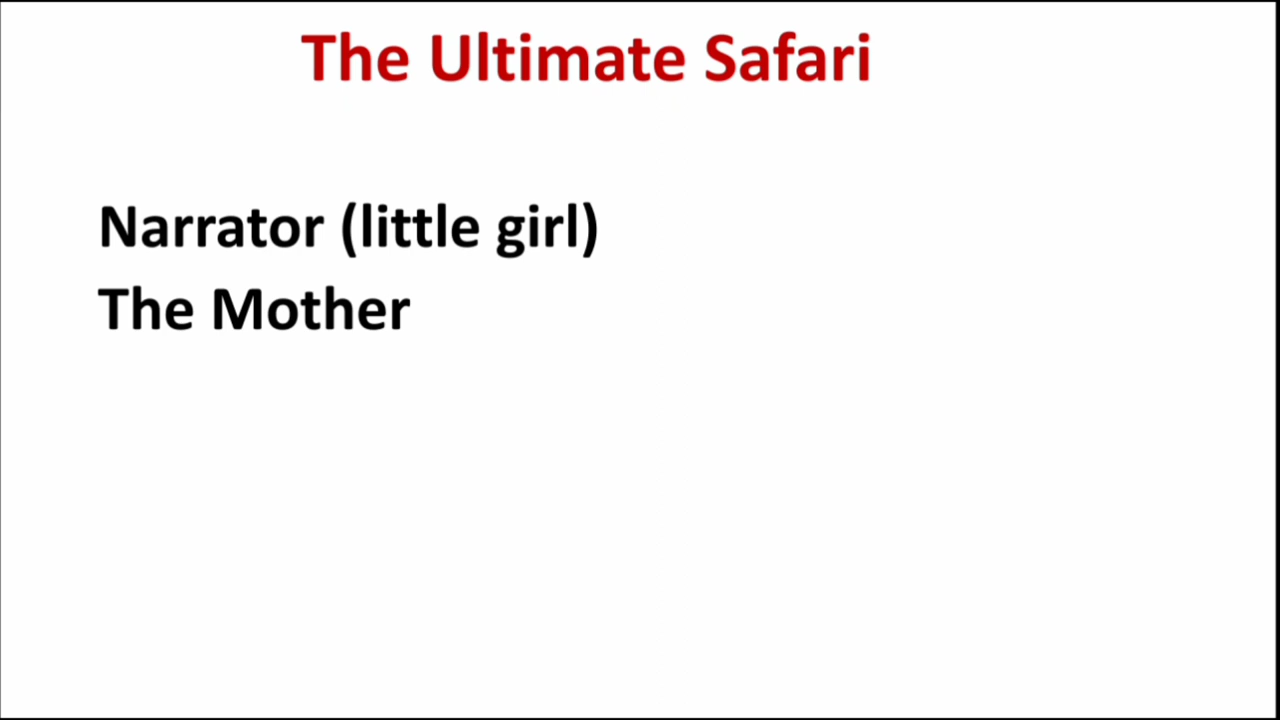 The Ultimate Safari
Narrator (little girl)
The Mother